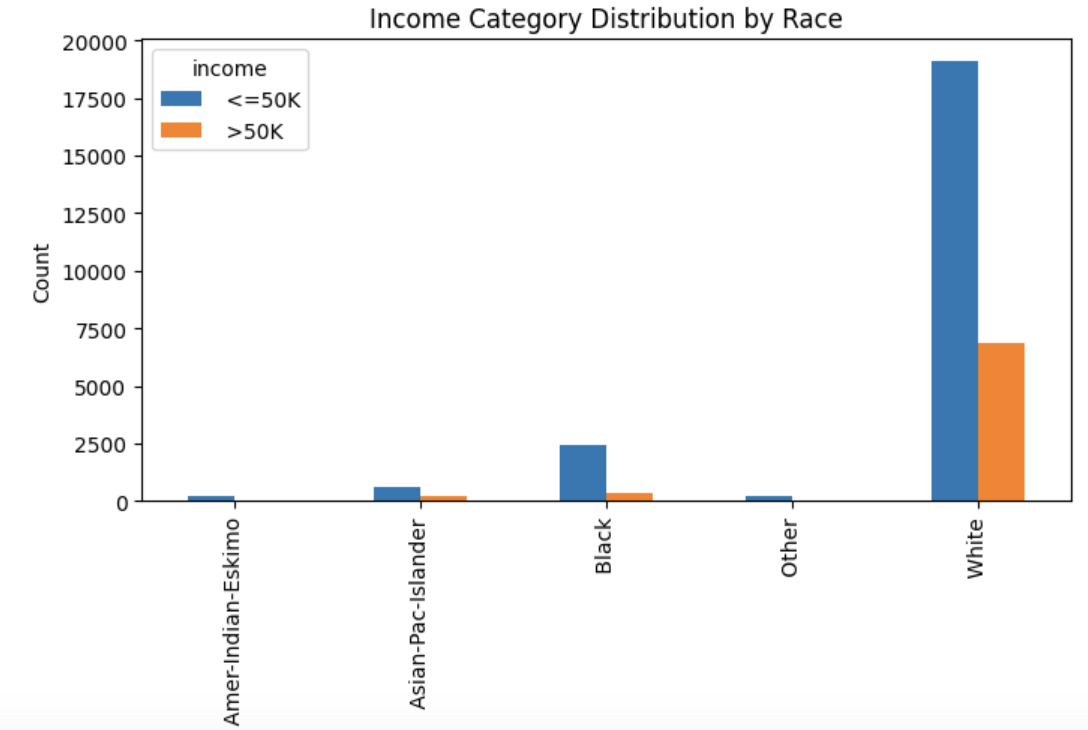 Income Category Distribution by Race
income
<=50K
>50K
20000
17500
15000
12500
10000
7500
5000
2500
0
Count
Amer-Indian-Eskimo
Asian-Pac-Islander
Black
Other
White